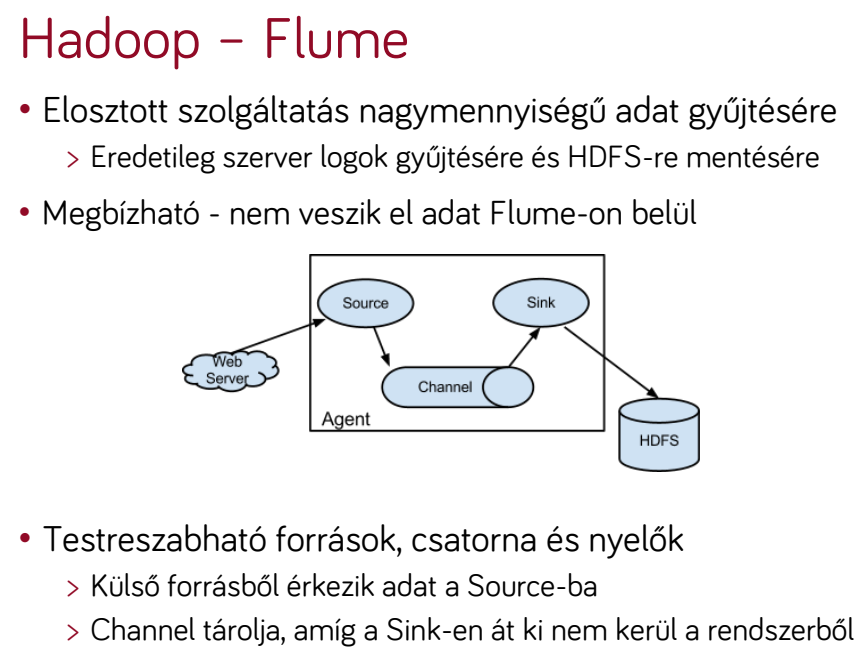 Hadoop – Flume
• Elosztott szolgáltatás nagymennyiségű adat gyűjtésére
> Eredetileg szerver logok gyűjtésére és HDFS-re mentésére
• Megbízható - nem veszik el adat Flume-on belül
Source
Sink
Web
Server
Channel
Agent
HDFS
• Testreszabható források, csatorna és nyelők
> Külső forrásből érkezik adat a Source-ba
> Channel tárolja, amíg a Sink-en át ki nem kerül a rendszerből